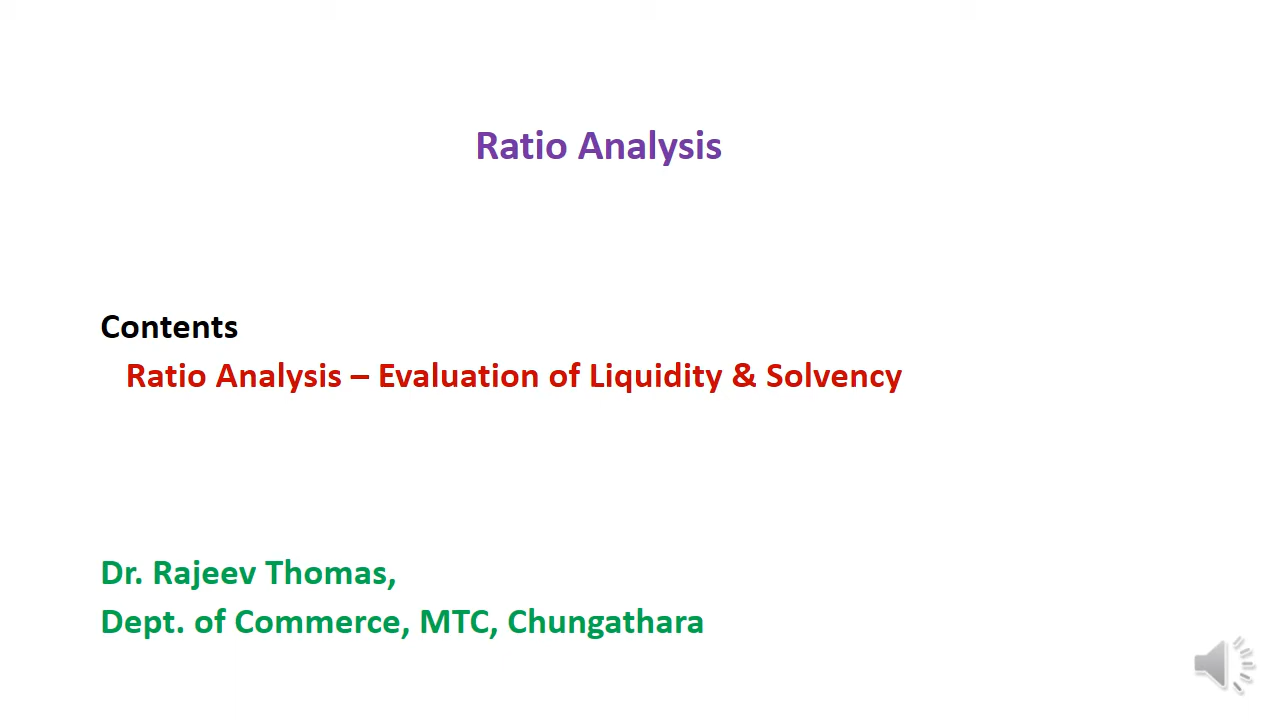 Ratio Analysis
Contents
Ratio Analysis – Evaluation of Liquidity & Solvency
Dr. Rajeev Thomas,
Dept. of Commerce, MTC, Chungathara